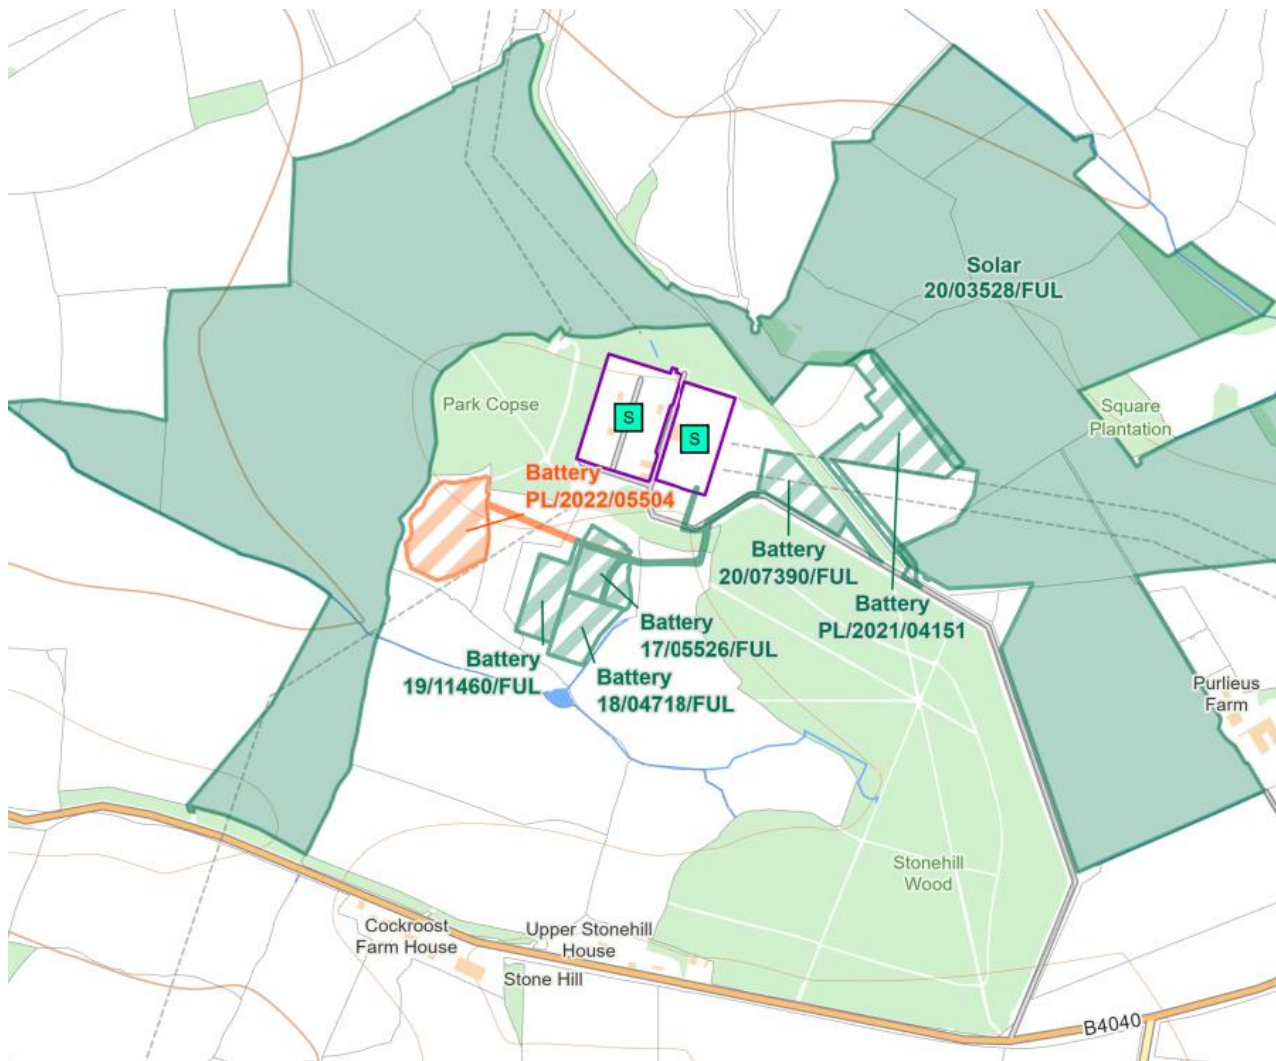 Solar
20/03528/FUL
Park Copse
Square
Plantation
S
S
Battery
PL/2022/05504
Battery
20/07390/FUL
Battery
PL/2021/04151
Battery
17/05526/FUL
Battery
19/11460/FUL
Battery
18/04718/FUL
Purlieus
Farm
Stonehill
Wood
Cockroost
Farm House
Upper Stonehill
House
Stone Hill
B4040